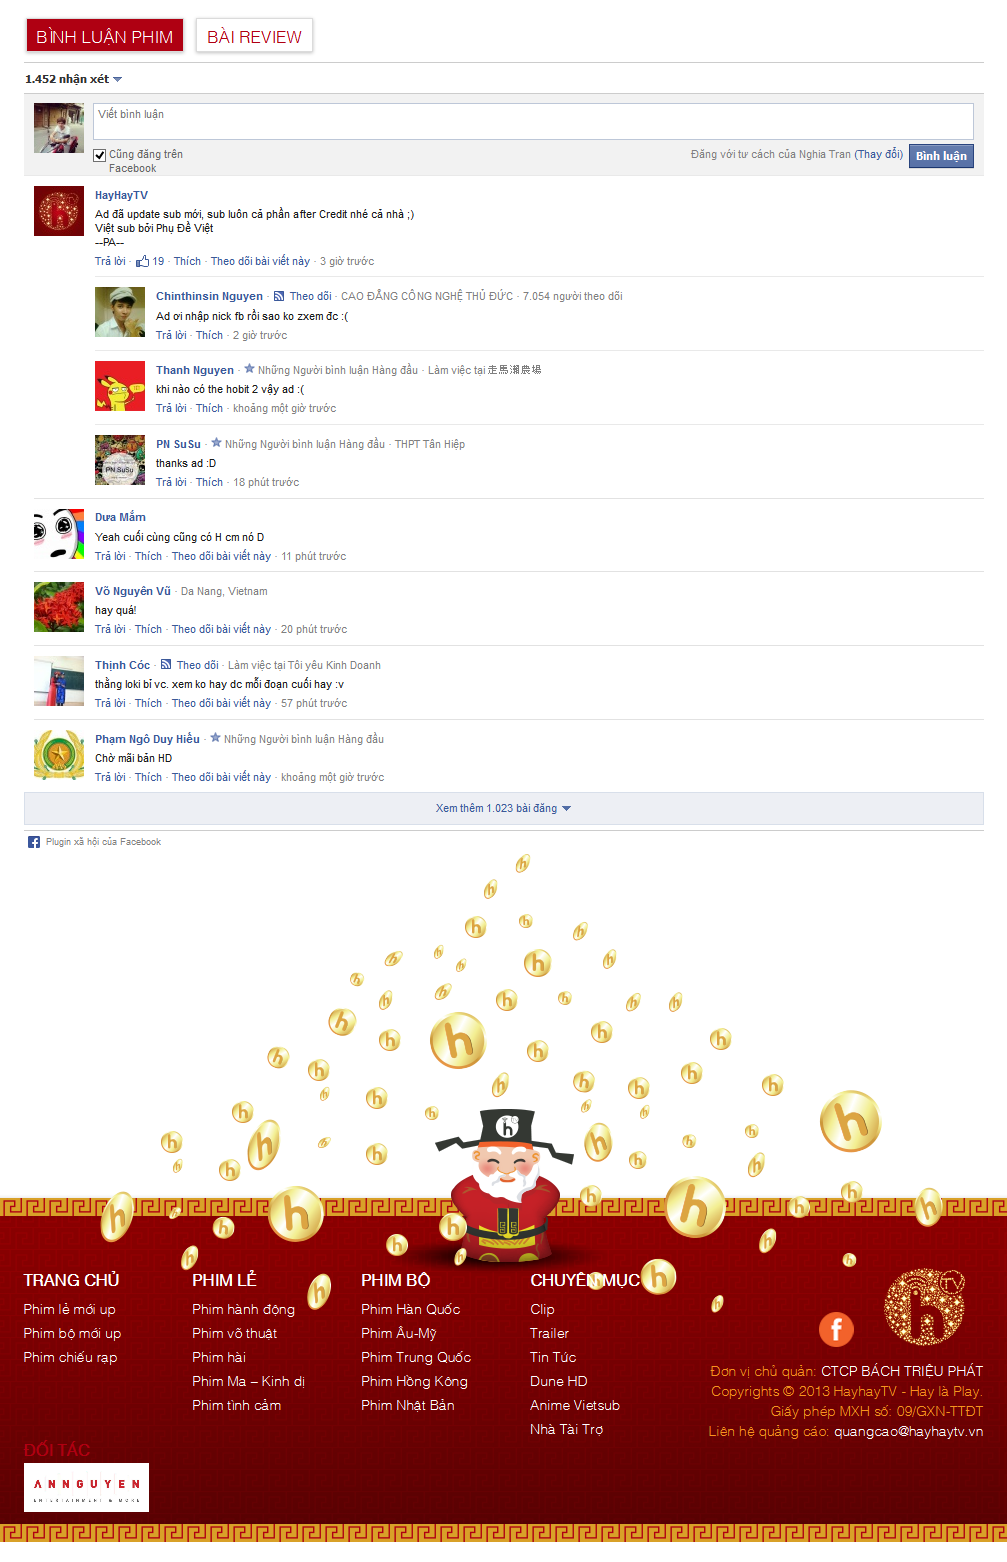 BÌNH LUẬN PHIM
BÀI REVIEW
1.452 nhận xét
Viết bình luận
Cũng đăng trên
Facebook
Đăng với tư cách của Nghia Tran (Thay đổi)
Bình luận
HayHayTV
Ad đã update sub mới, sub luôn cả phần after Credit nhé cả nhà ;)
Việt sub bởi Phụ Đề Việt
--PA--
Trả lời · 19 · Thích · Theo dõi bài viết này · 3 giờ trước
Chinthinsin Nguyen · Theo dõi · CAO ĐẲNG CÔNG NGHỆ THỦ ĐỨC · 7.054 người theo dõi
Ad ơi nhập nick fb rồi sao ko zxem đc :(
Trả lời · Thích · 2 giờ trước
Thanh Nguyen · Những Người bình luận Hàng đầu · Làm việc tại 走馬瀨農場
khi nào có the hobit 2 vậy ad :(
Trả lời · Thích · khoảng một giờ trước
PN SuSu
PN SuSu · Những Người bình luận Hàng đầu · THPT Tân Hiệp
thanks ad :D
Trả lời · Thích · 18 phút trước
Dưa Mắm
Yeah cuối cùng cũng có H cm nó D
Trả lời · Thích · Theo dõi bài viết này · 11 phút trước
Võ Nguyên Vũ · Da Nang, Vietnam
hay quá!
Trả lời · Thích · Theo dõi bài viết này · 20 phút trước
Thịnh Cóc · Theo dõi · Làm việc tại Tôi yêu Kinh Doanh
thằng loki bỉ vc. xem ko hay dc mỗi đoạn cuối hay :v
Trả lời · Thích · Theo dõi bài viết này · 57 phút trước
Phạm Ngô Duy Hiếu · Những Người bình luận Hàng đầu
Chờ mãi bản HD
Trả lời · Thích · Theo dõi bài viết này · khoảng một giờ trước
Xem thêm 1.023 bài đăng
Plugin xã hội của Facebook
TRANG CHỦ
Phim lẻ mới up
Phim bộ mới up
Phim chiếu rạp
PHIM LẺ
Phim hành động
Phim võ thuật
Phim hài
Phim Ma – Kinh dị
Phim tình cảm
PHIM BỘ
Phim Hàn Quốc
Phim Âu-Mỹ
Phim Trung Quốc
Phim Hồng Kông
Phim Nhật Bản
CHUYÊN MỤC
Clip
Trailer
Tin Tức
Dune HD
Anime Vietsub
Nhà Tài Trợ
h TV
Đơn vị chủ quản: CTCP BÁCH TRIỆU PHÁT
Copyrights © 2013 HayhayTV - Hay là Play.
Giấy phép MXH số: 09/GXN-TTĐT
Liên hệ quảng cáo: quangcao@hayhaytv.vn
ĐỐI TÁC
ANNGUYEN
ENTERTAINMENT & MORE